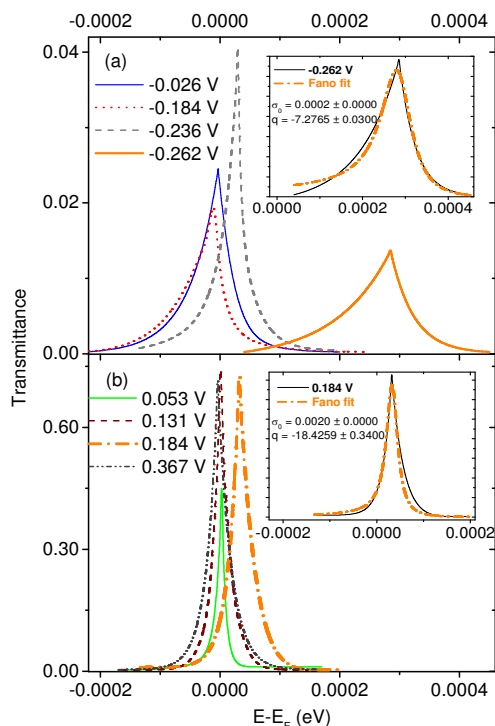 -0.0002 0.0000 0.0002 0.0004
0.04
(a)
-0.026 V
-0.184 V
-0.236 V
-0.262 V
-0.262 V
Fano fit
σ0 = 0.0002 ± 0.0000
q = -7.2765 ± 0.0300
0.0000 0.0002 0.0004
0.02
0.00
Transmittance
(b)
0.053 V
0.131 V
0.184 V
0.367 V
0.184 V
Fano fit
σ0 = 0.0020 ± 0.0000
q = -18.4259 ± 0.3400
-0.0002 0.0000 0.0002
0.60
0.30
0.00
-0.0002 0.0000 0.0002 0.0004
E-EF (eV)